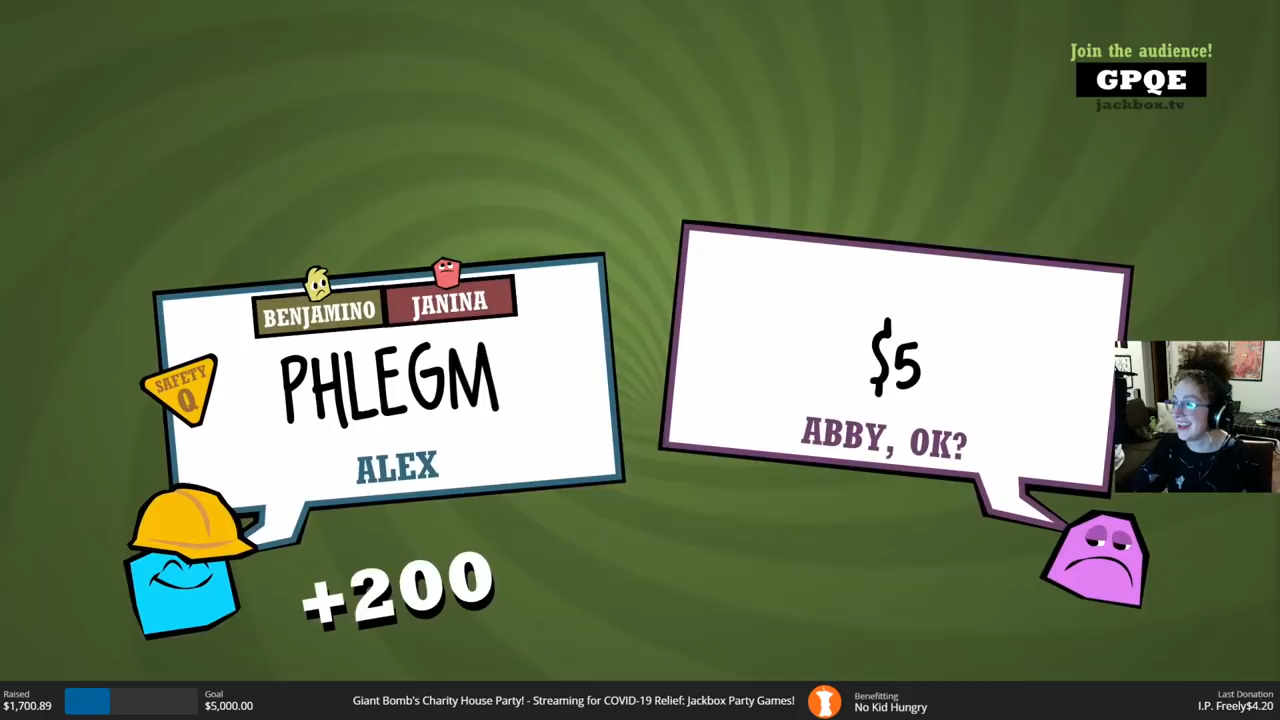 Join the audience!
GPQE
jackbox.tv
BENJAMINO
JANINA
SAFETY
Q
PHLEGM
ALEX
$5
ABBY, OK?
+200
Raised
$1,700.89
Goal
$5,000.00
Giant Bomb's Charity House Party! - Streaming for COVID-19 Relief: Jackbox Party Games!
Benefitting
No Kid Hungry
Last Donation
I.P. Freely$4.20